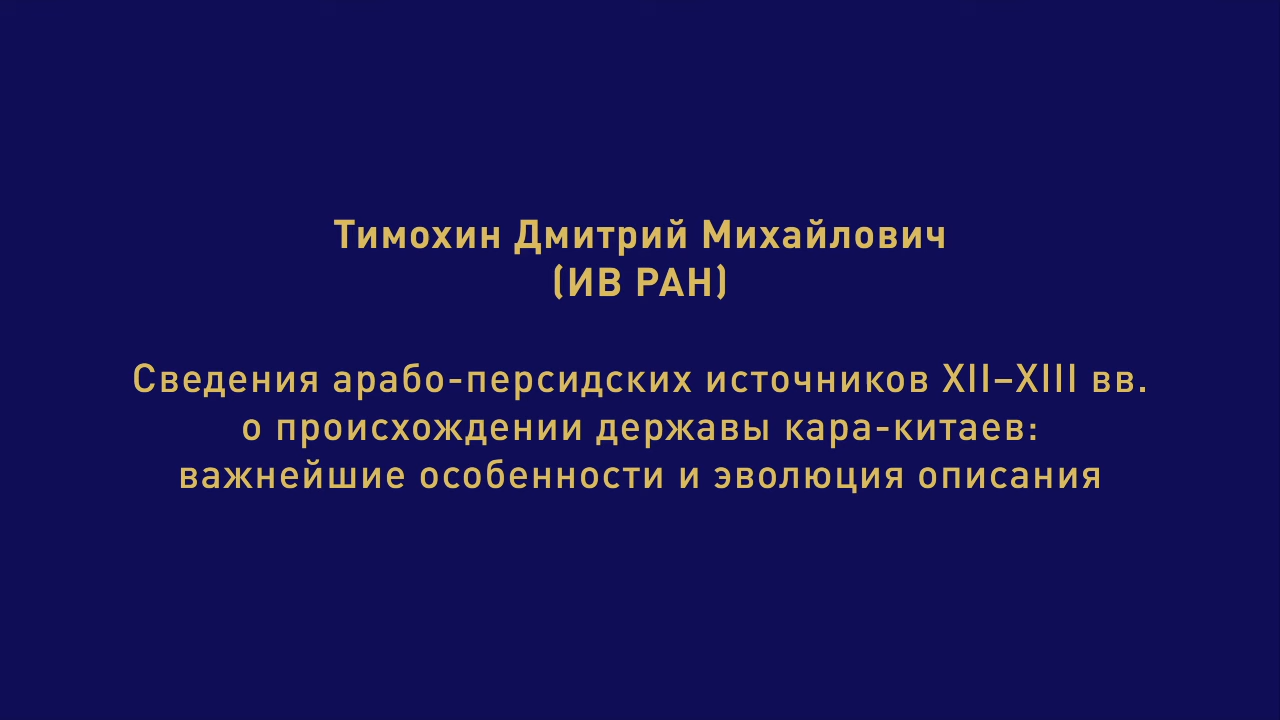 Тимохин Дмитрий Михайлович
(ИВ РАН)
Сведения арабо-персидских источников XII–XIII вв.
о происхождении державы кара-китаев:
важнейшие особенности и эволюция описания